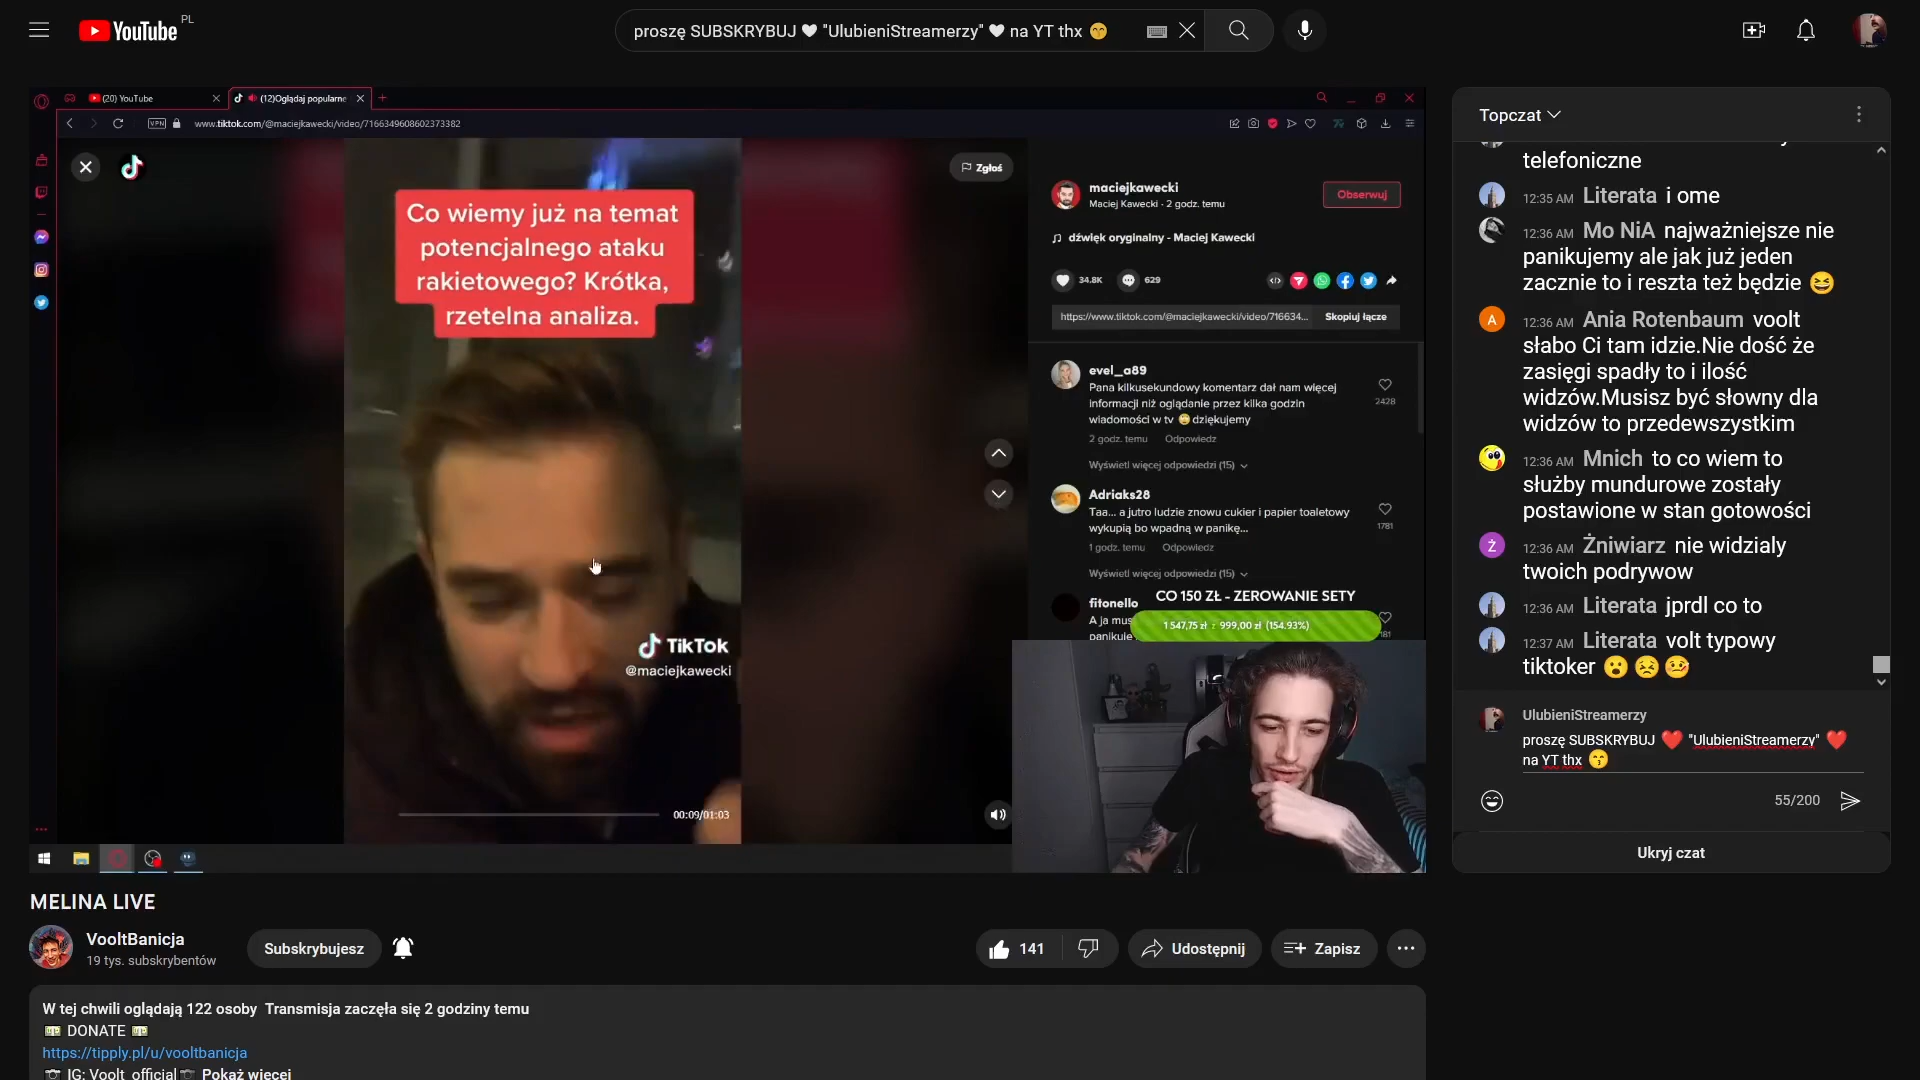 YouTube PL
proszę SUBSKRYBUJ 🤍 "UlubieniStreamerzy" 🤍 na YT thx 😙
(20) YouTube
(12)Oglądaj popularne
VPN
www.tiktok.com/@maciejkawecki/video/7166349608602373382
Zgłoś
Co wiemy już na temat
potencjalnego ataku
rakietowego? Krótka,
rzetelna analiza.
TikTok
@maciejkawecki
00:09/01:03
maciejkawecki
Maciej Kawecki · 2 godz. temu
Obserwuj
dźwięk oryginalny - Maciej Kawecki
34.8K
629
https://www.tiktok.com/@maciejkawecki/video/716634...
Skopiuj łącze
evel_a89
Pana kilkusekundowy komentarz dał nam więcej
informacji niż oglądanie przez kilka godzin
wiadomości w tv 🙄 dziękujemy
2428
2 godz. temu Odpowiedz
Wyświetl więcej odpowiedzi (15)
Adriaks28
Taa... a jutro ludzie znowu cukier i papier toaletowy
wykupią bo wpadną w panikę...
1781
1 godz. temu Odpowiedz
Wyświetl więcej odpowiedzi (15)
fitonello
A ja mus
panikuje
CO 150 ZŁ - ZEROWANIE SETY
1 547,75 zł z 999,00 zł (154.93%)
MELINA LIVE
VooltBanicja
19 tys. subskrybentów
Subskrybujesz
141
Udostępnij
Zapisz
W tej chwili oglądają 122 osoby Transmisja zaczęła się 2 godziny temu
💵 DONATE 💵
https://tipply.pl/u/vooltbanicja
📷 IG: Voolt_official📷 Pokaż więcej
Topczat
telefoniczne
12:35 AM Literata i ome
12:36 AM Mo NiA najważniejsze nie
panikujemy ale jak już jeden
zacznie to i reszta też będzie 😆
A
12:36 AM Ania Rotenbaum voolt
słabo Ci tam idzie.Nie dość że
zasięgi spadły to i ilość
widzów.Musisz być słowny dla
widzów to przedewszystkim
12:36 AM Mnich to co wiem to
służby mundurowe zostały
postawione w stan gotowości
Ż
12:36 AM Żniwiarz nie widzialy
twoich podrywow
12:36 AM Literata jprdl co to
12:37 AM Literata volt typowy
tiktoker 😮 😣 🤒
UlubieniStreamerzy
proszę SUBSKRYBUJ ❤️ "UlubieniStreamerzy" ❤️
na YT thx 😙
55/200
Ukryj czat